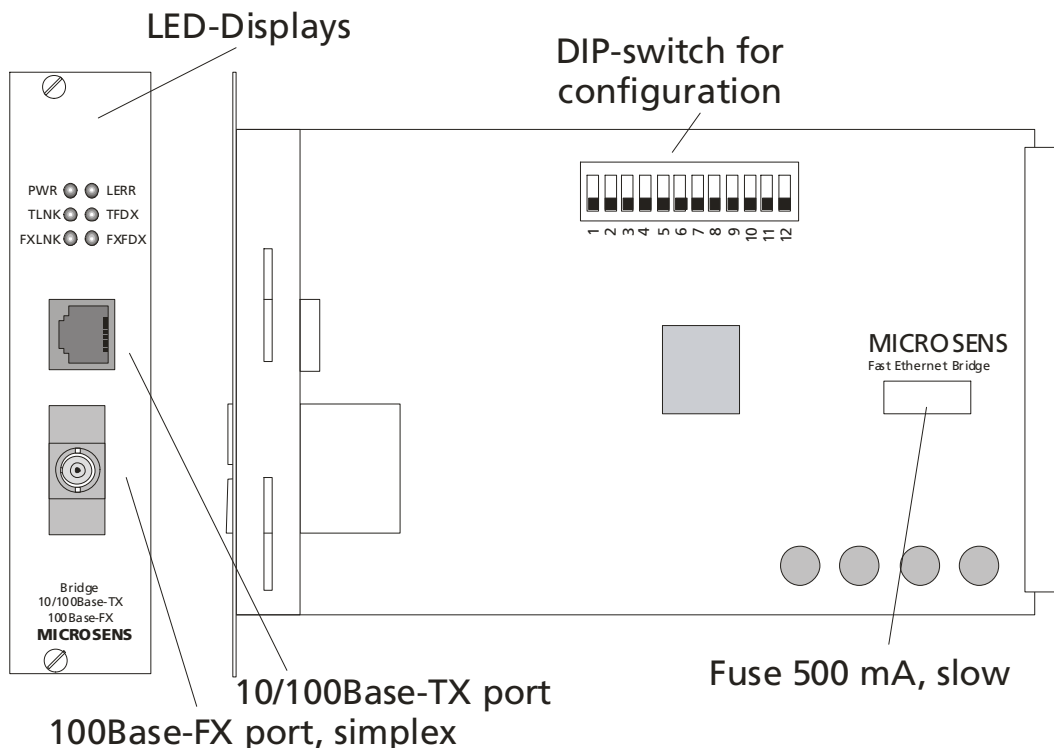 LED-Displays
DIP-switch for
configuration
PWR LERR
TLNK TFDX
FXLNK FXFDX
1 2 3 4 5 6 7 8 9 10 11 12
MICROSENS
Fast Ethernet Bridge
Bridge
10/100Base-TX
100Base-FX
MICROSENS
10/100Base-TX port
100Base-FX port, simplex
Fuse 500 mA, slow